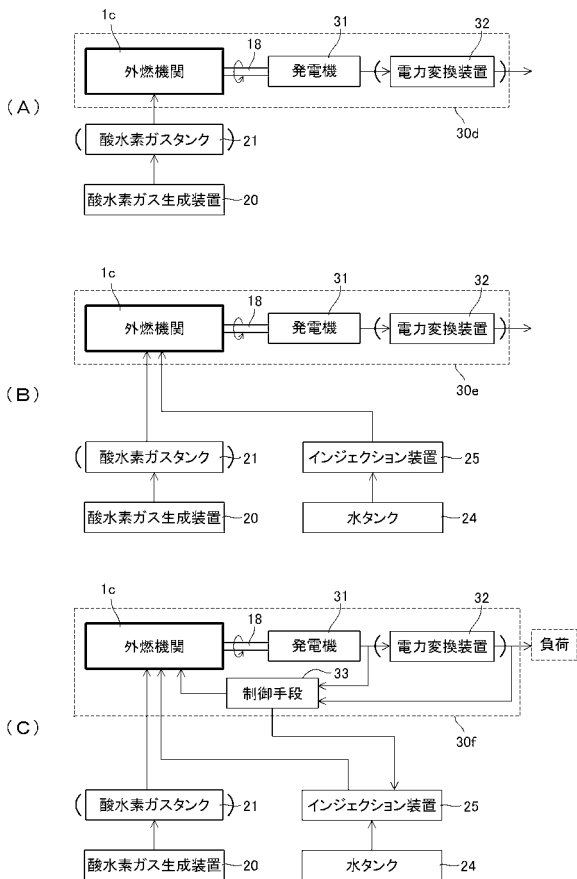 1c
31
32
18
外燃機関
発電機
( 電力変換装置 )
30d
(A)
( 酸水素ガスタンク ) 21
酸水素ガス生成装置 20
1c
31
32
18
外燃機関
発電機
( 電力変換装置 )
30e
(B)
( 酸水素ガスタンク ) 21
インジェクション装置 25
酸水素ガス生成装置 20
水タンク 24
1c
31
32
18
外燃機関
発電機
( 電力変換装置 )
負荷
33
制御手段
30f
(C)
( 酸水素ガスタンク ) 21
インジェクション装置 25
酸水素ガス生成装置 20
水タンク 24